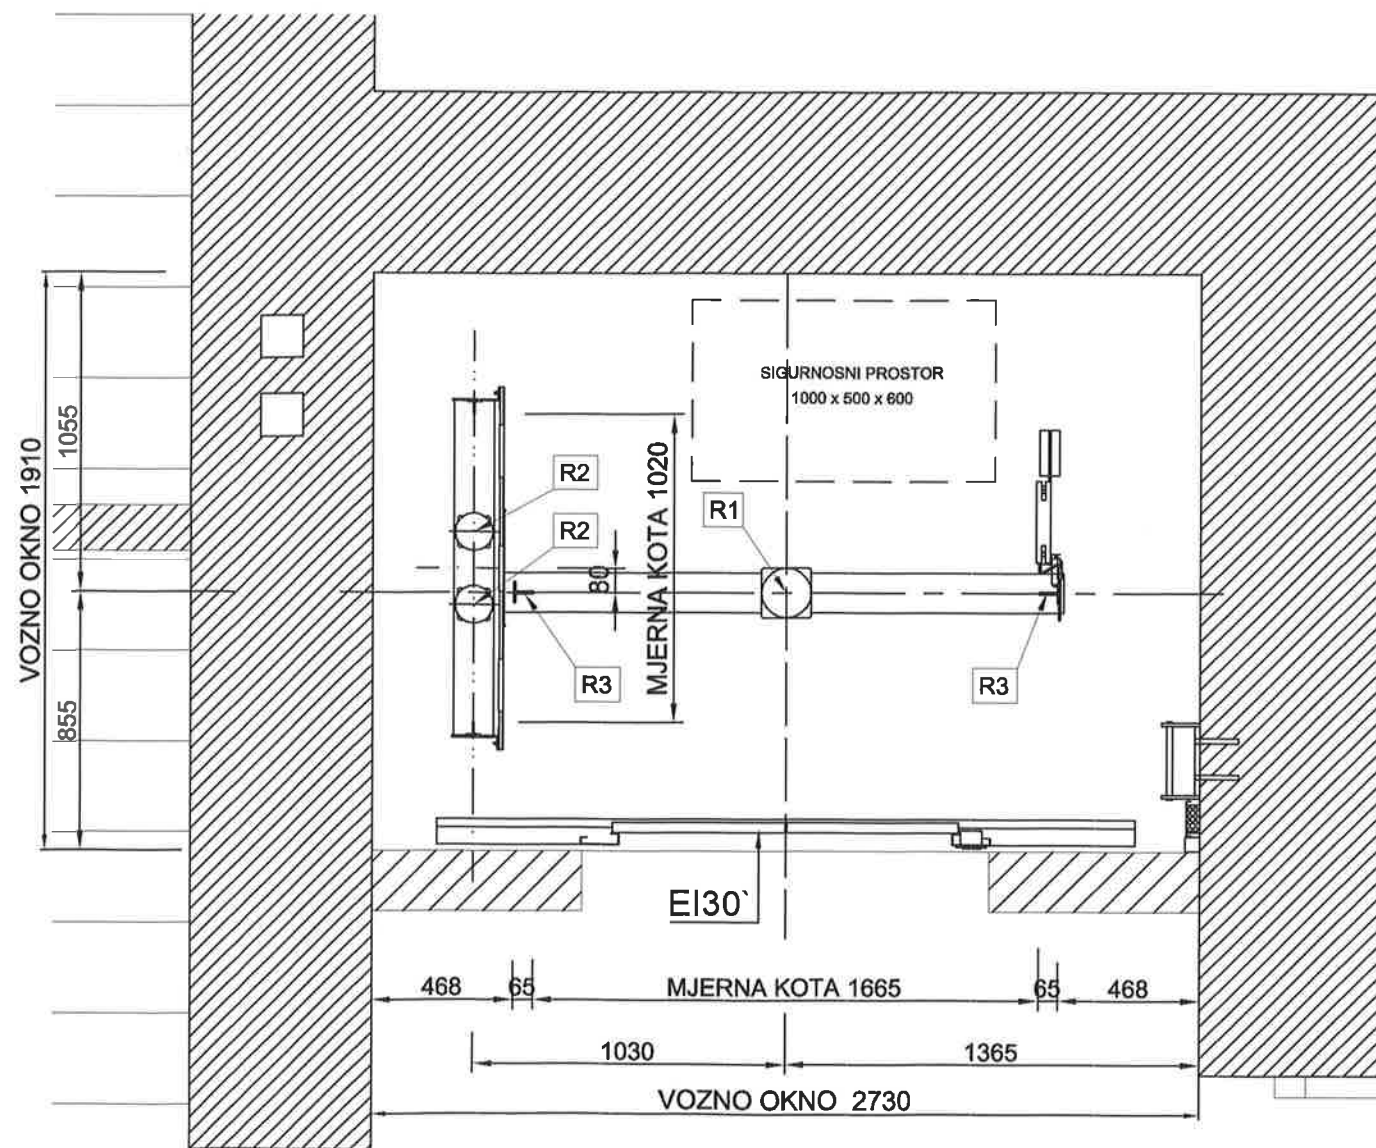 SIGURNOSNI PROSTOR
1000 x 500 x 600
VOZNO OKNO 1910
1055
855
R2
R2
R1
80
MJERNA KOTA 1020
R3
R3
EI30`
468
65
MJERNA KOTA 1665
65
468
1030
1365
VOZNO OKNO 2730